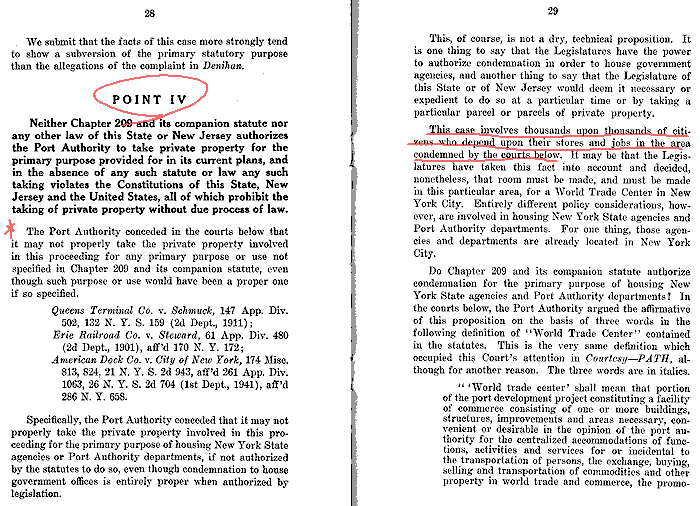 28
We submit that the facts of this case more strongly tend
to show a subversion of the primary statutory purpose
than the allegations of the complaint in Denihan.
POINT IV
Neither Chapter 209 and its companion statute nor
any other law of this State or New Jersey authorizes
the Port Authority to take private property for the
primary purpose provided for in its current plans, and
in the absence of any such statute or law any such
taking violates the Constitutions of this State, New
Jersey and the United States, all of which prohibit the
taking of private property without due process of law.
The Port Authority conceded in the courts below that
it may not properly take the private property involved
in this proceeding for any primary purpose or use not
specified in Chapter 209 and its companion statute, even
though such purpose or use would have been a proper one
if so specified.
Queens Terminal Co. v. Schmuck, 147 App. Div.
502, 132 N. Y. S. 159 (2d Dept., 1911);
Erie Railroad Co. v. Steward, 61 App. Div. 480
(2d Dept., 1901), aff'd 170 N. Y. 172;
American Dock Co. v. City of New York, 174 Misc.
813, 824, 21 N. Y. S. 2d 943, aff'd 261 App. Div.
1063, 26 N. Y. S. 2d 704 (1st Dept., 1941), aff'd
286 N. Y. 658.
Specifically, the Port Authority conceded that it may not
properly take the private property involved in this pro-
ceeding for the primary purpose of housing New York State
agencies or Port Authority departments, if not authorized
by the statutes to do so, even though condemnation to house
government offices is entirely proper when authorized by
legislation.
29
This, of course, is not a dry, technical proposition. It
is one thing to say that the Legislatures have the power
to authorize condemnation in order to house government
agencies, and another thing to say that the Legislature of
this State or of New Jersey would deem it necessary or
expedient to do so at a particular time or by taking a
particular parcel or parcels of private property.
This case involves thousands upon thousands of citi-
zens who depend upon their stores and jobs in the area
condemned by the courts below. It may be that the Legis-
latures have taken this fact into account and decided,
nonetheless, that room must be made, and must be made
in this particular area, for a World Trade Center in New
York City. Entirely different policy considerations, how-
ever, are involved in housing New York State agencies and
Port Authority departments. For one thing, those agen-
cies and departments are already located in New York
City.
Do Chapter 209 and its companion statute authorize
condemnation for the primary purpose of housing New
York State agencies and Port Authority departments? In
the courts below, the Port Authority argued the affirmative
of this proposition on the basis of three words in the
following definition of "World Trade Center" contained
in the statutes. This is the very same definition which
occupied this Court's attention in Courtesy—PATH, al-
though for another reason. The three words are in italics.
" 'World trade center' shall mean that portion
of the port development project constituting a facility
of commerce consisting of one or more buildings,
structures, improvements and areas necessary, con-
venient or desirable in the opinion of the port au-
thority for the centralized accommodations of func-
tions, activities and services for or incidental to
the transportation of persons, the exchange, buying,
selling and transportation of commodities and other
property in world trade and commerce, the promo-